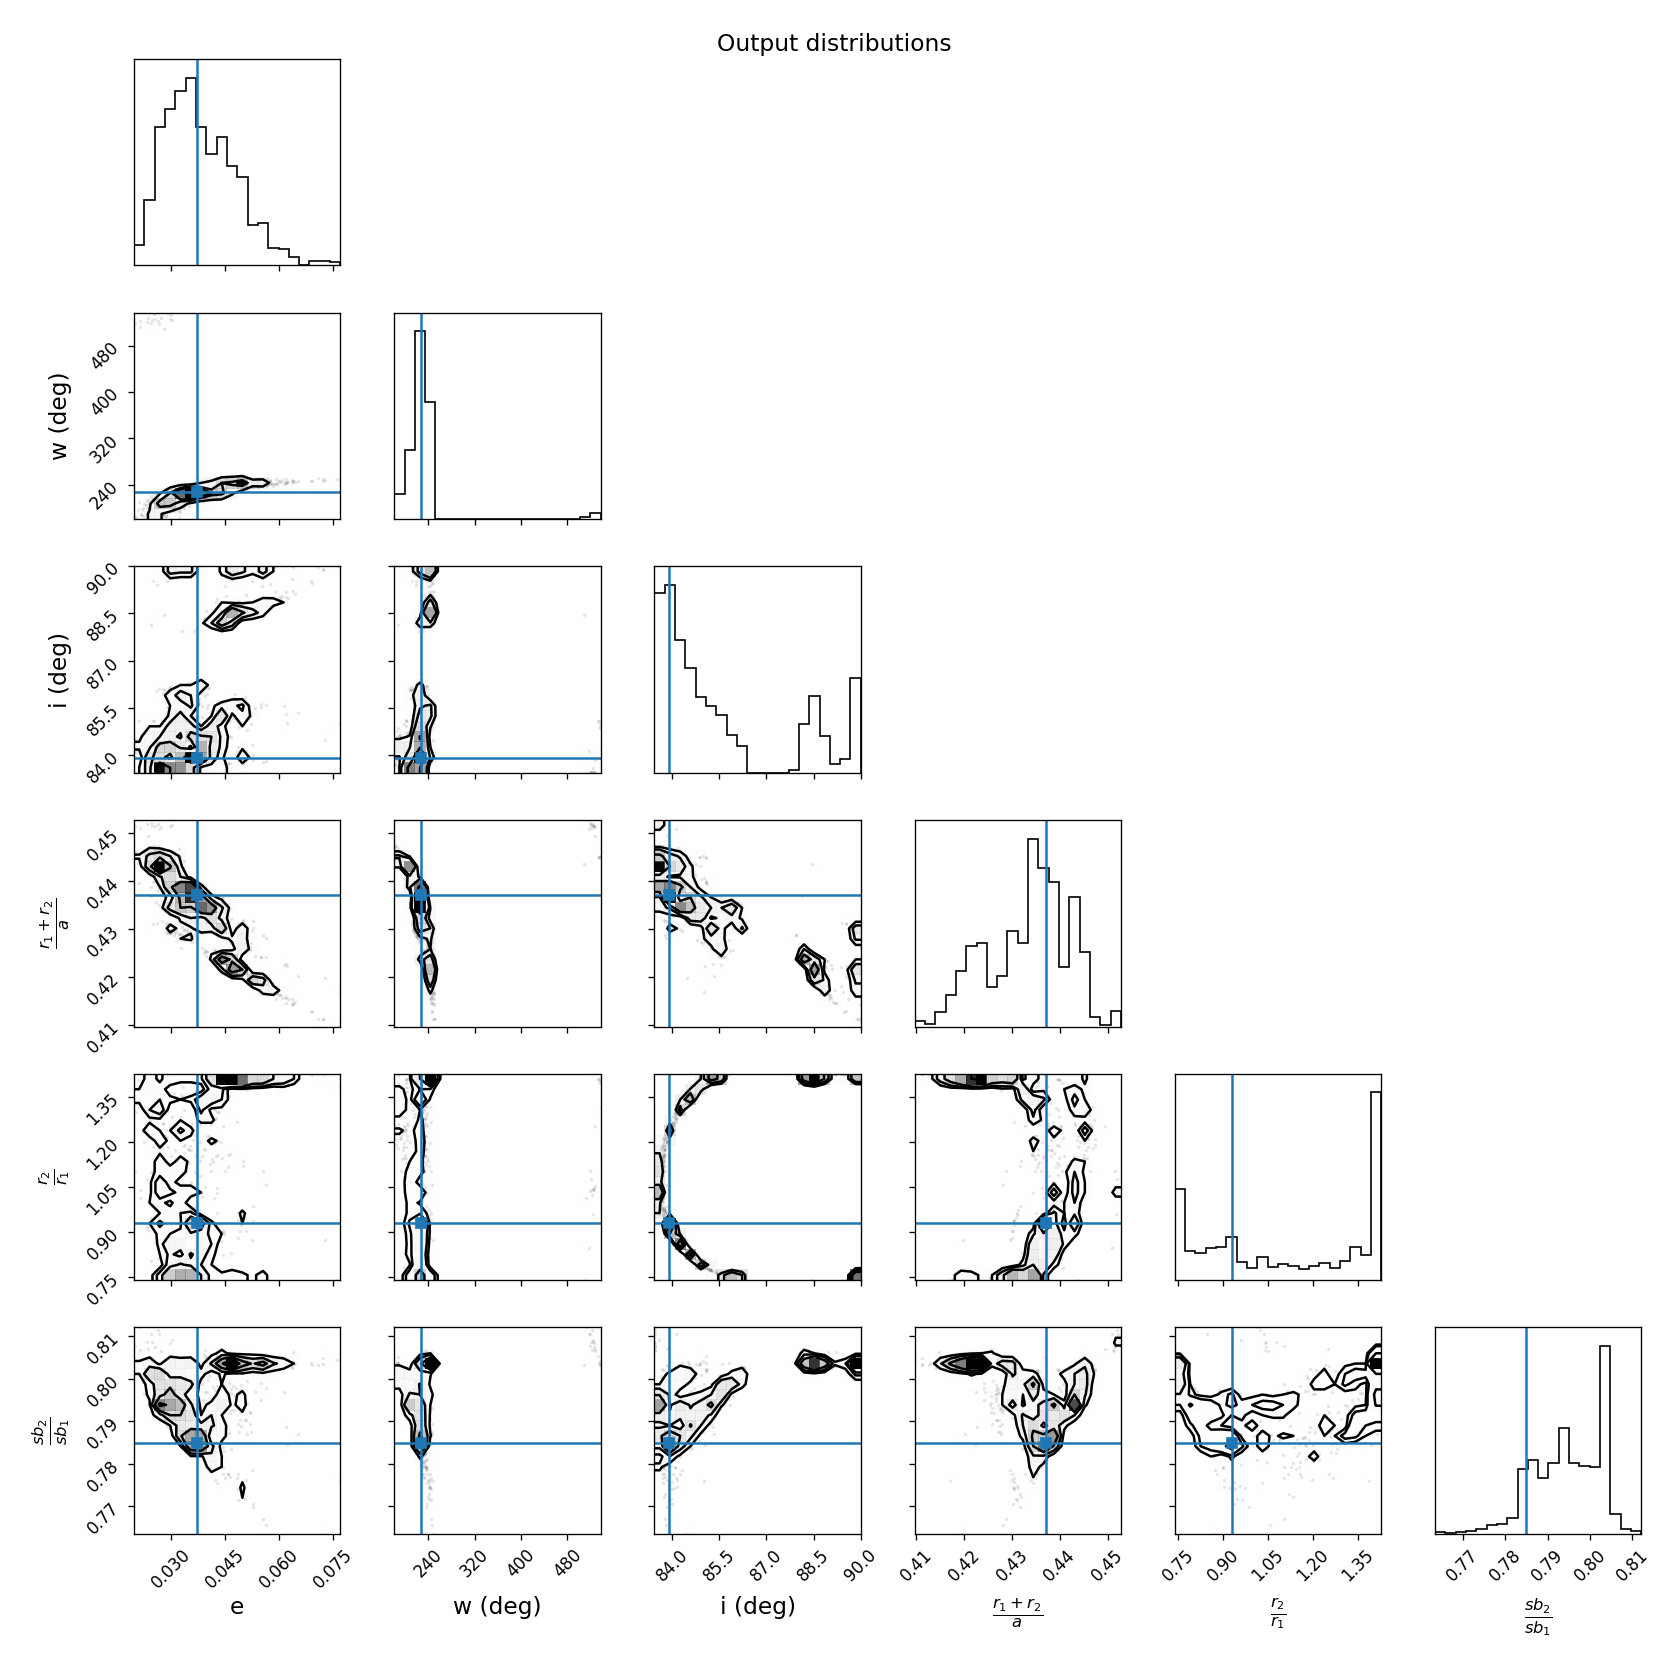 Output distributions
w (deg)
480
400
320
240
i (deg)
90.0
88.5
87.0
85.5
84.0
r₁ + r₂
a
0.45
0.44
0.43
0.42
0.41
r₂
r₁
1.35
1.20
1.05
0.90
0.75
sb₂
sb₁
0.81
0.80
0.79
0.78
0.77
0.030 0.045 0.060 0.075 240 320 400 480 84.0 85.5 87.0 88.5 90.0 0.41 0.42 0.43 0.44 0.45 0.75 0.90 1.05 1.20 1.35 0.77 0.78 0.79 0.80 0.81
e w (deg) i (deg) r₁ + r₂ r₂ sb₂
a r₁ sb₁